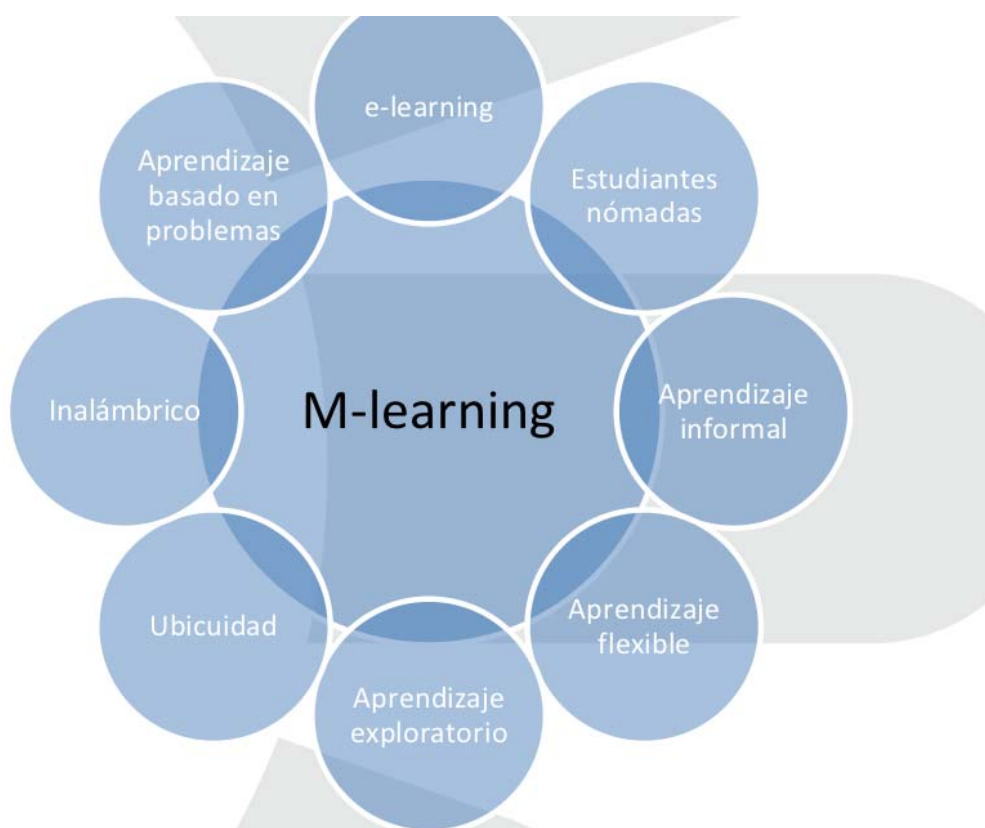 e-learning
Estudiantes
nómadas
Aprendizaje
informal
Aprendizaje
flexible
Aprendizaje
exploratorio
Ubicuidad
Inalámbrico
Aprendizaje
basado en
problemas
M-learning